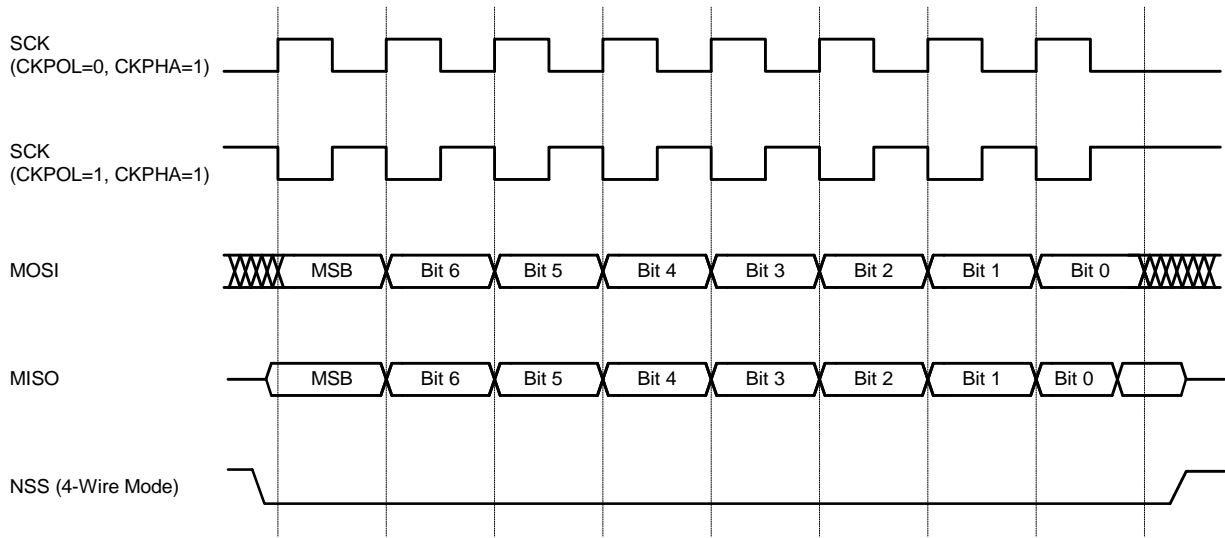 SCK
(CKPOL=0, CKPHA=1)
SCK
(CKPOL=1, CKPHA=1)
MOSI
MSB Bit 6 Bit 5 Bit 4 Bit 3 Bit 2 Bit 1 Bit 0
MISO
MSB Bit 6 Bit 5 Bit 4 Bit 3 Bit 2 Bit 1 Bit 0
NSS (4-Wire Mode)